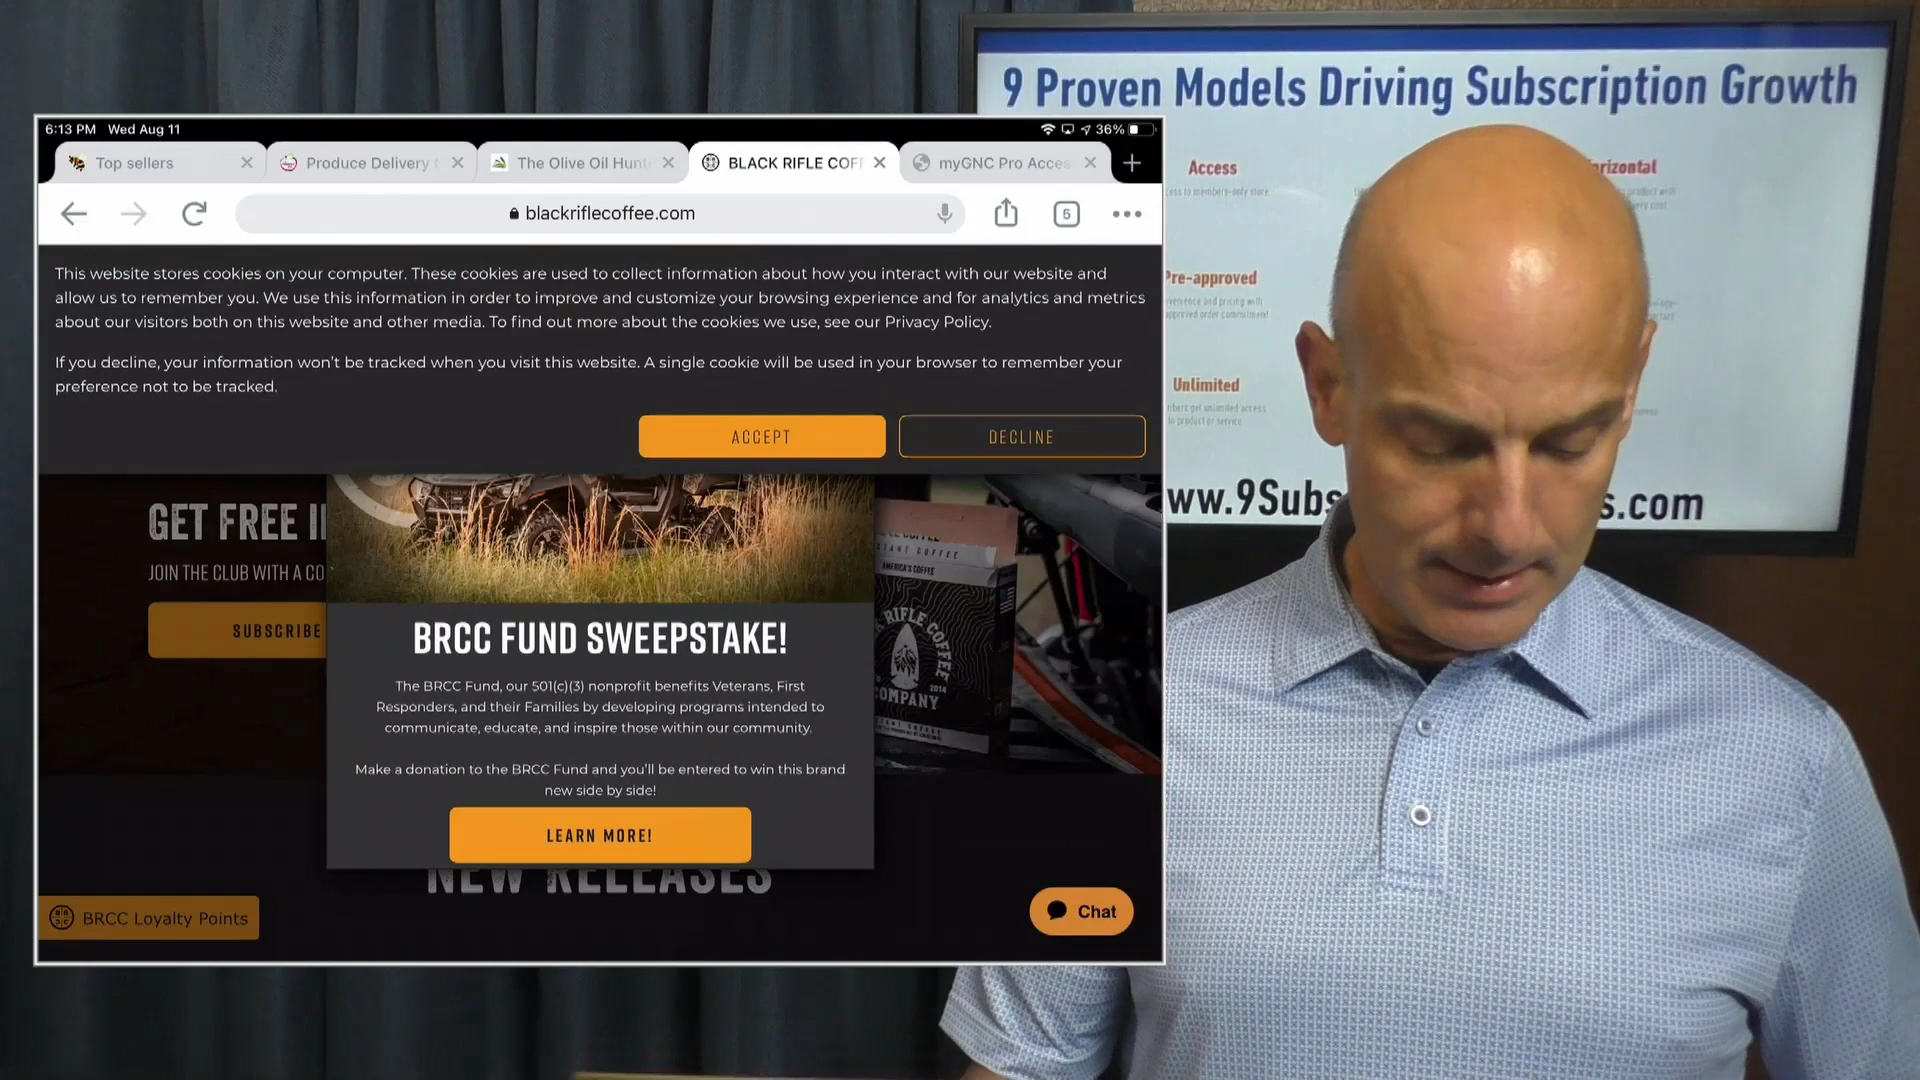 9 Proven Models Driving Subscription Growth
Access
Pre-approved
Unlimited
6:13 PM Wed Aug 11
36%
Top sellers
Produce Delivery
The Olive Oil Hunt
BLACK RIFLE COFF
myGNC Pro Acces
blackriflecoffee.com
5
This website stores cookies on your computer. These cookies are used to collect information about how you interact with our website and
allow us to remember you. We use this information in order to improve and customize your browsing experience and for analytics and metrics
about our visitors both on this website and other media. To find out more about the cookies we use, see our Privacy Policy.
If you decline, your information won't be tracked when you visit this website. A single cookie will be used in your browser to remember your
preference not to be tracked.
ACCEPT
DECLINE
GET FREE
JOIN THE CLUB WITH A CO
SUBSCRIBE
BRCC FUND SWEEPSTAKE!
The BRCC Fund, our 501(c)(3) nonprofit benefits Veterans, First
Responders, and their Families by developing programs intended to
communicate, educate, and inspire those within our community.
Make a donation to the BRCC Fund and you'll be entered to win this brand
new side by side!
LEARN MORE!
NEW RELEASES
BRCC Loyalty Points
Chat
AMERICA'S COFFEE
RIFLE COFFEE
COMPANY
2014